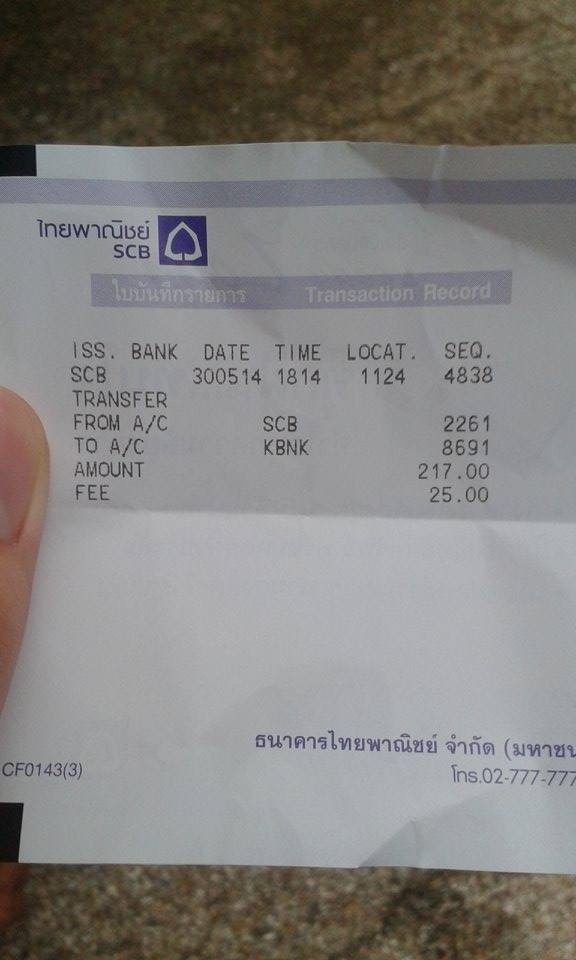 ไทยพาณิชย์
SCB
ใบบันทึกรายการ Transaction Record
ISS. BANK DATE TIME LOCAT. SEQ.
SCB 300514 1814 1124 4838
TRANSFER
FROM A/C SCB 2261
TO A/C KBNK 8691
AMOUNT 217.00
FEE 25.00
ธนาคารไทยพาณิชย์ จำกัด (มหาชน
CF0143(3)
โทร.02-777-777